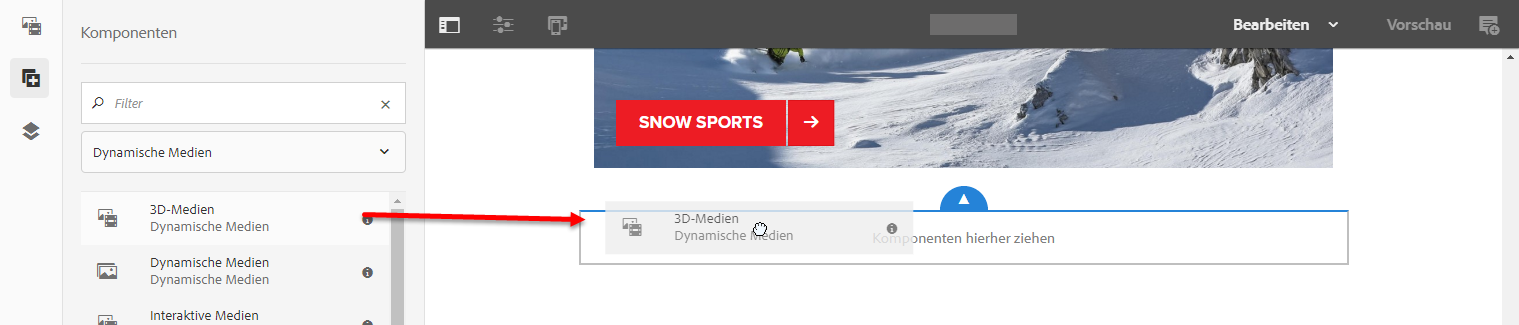 Komponenten
Bearbeiten
Vorschau
Filter
SNOW SPORTS
Dynamische Medien
3D-Medien
Dynamische Medien
3D-Medien
Dynamische Medien
Komponenten hierher ziehen
Dynamische Medien
Dynamische Medien
Interaktive Medien